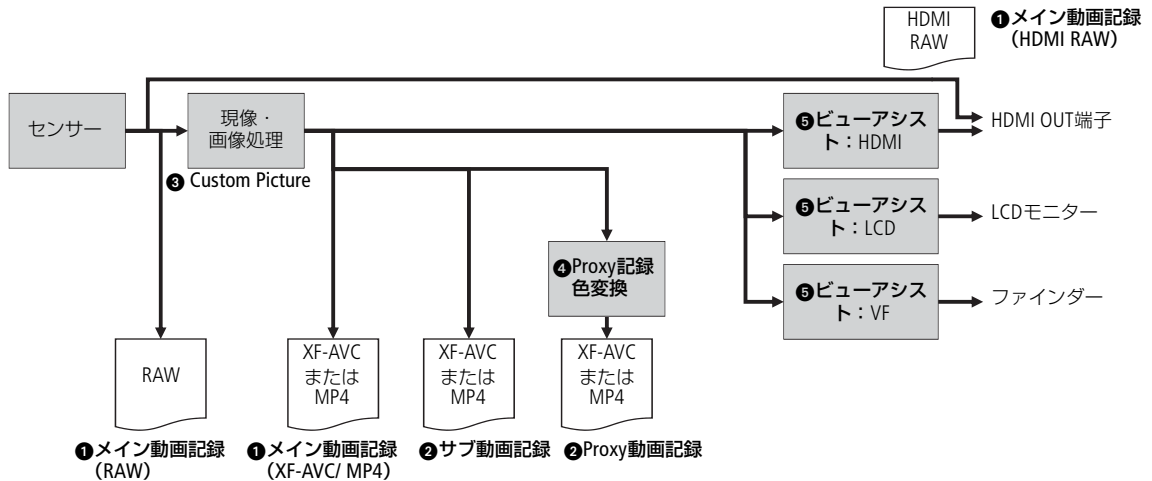 HDMI
RAW
❶メイン動画記録
（HDMI RAW）
センサー
現像・
画像処理
❸ Custom Picture
❺ビューアシス
ト：HDMI
HDMI OUT端子
❺ビューアシス
ト：LCD
LCDモニター
❹Proxy記録
色変換
❺ビューアシス
ト：VF
ファインダー
RAW
XF-AVC
または
MP4
XF-AVC
または
MP4
XF-AVC
または
MP4
❶メイン動画記録
（RAW）
❶メイン動画記録
（XF-AVC/ MP4）
❷サブ動画記録
❷Proxy動画記録